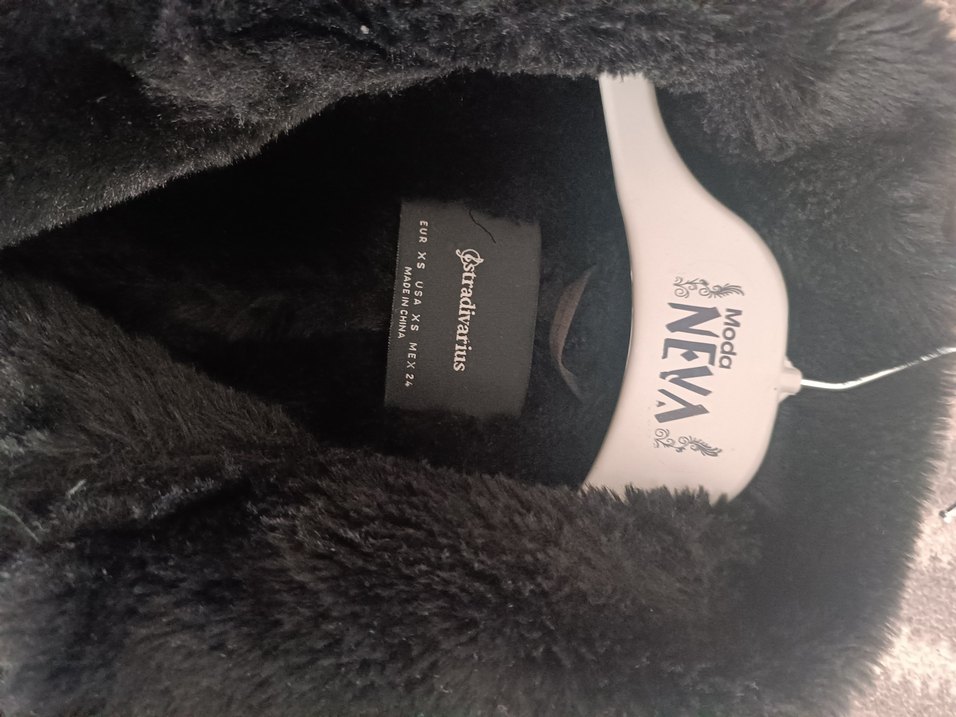 stradivarius
EUR XS USA XS MEX 24
MADE IN CHINA
Moda
NEVA